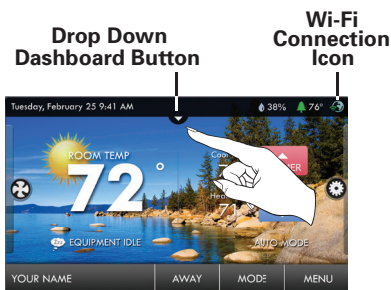 Drop Down
Dashboard Button
Wi-Fi
Connection
Icon
Tuesday, February 25 9:41 AM
38%
76°
ROOM TEMP
72°
EQUIPMENT IDLE
AUTO MODE
YOUR NAME
AWAY
MODE
MENU